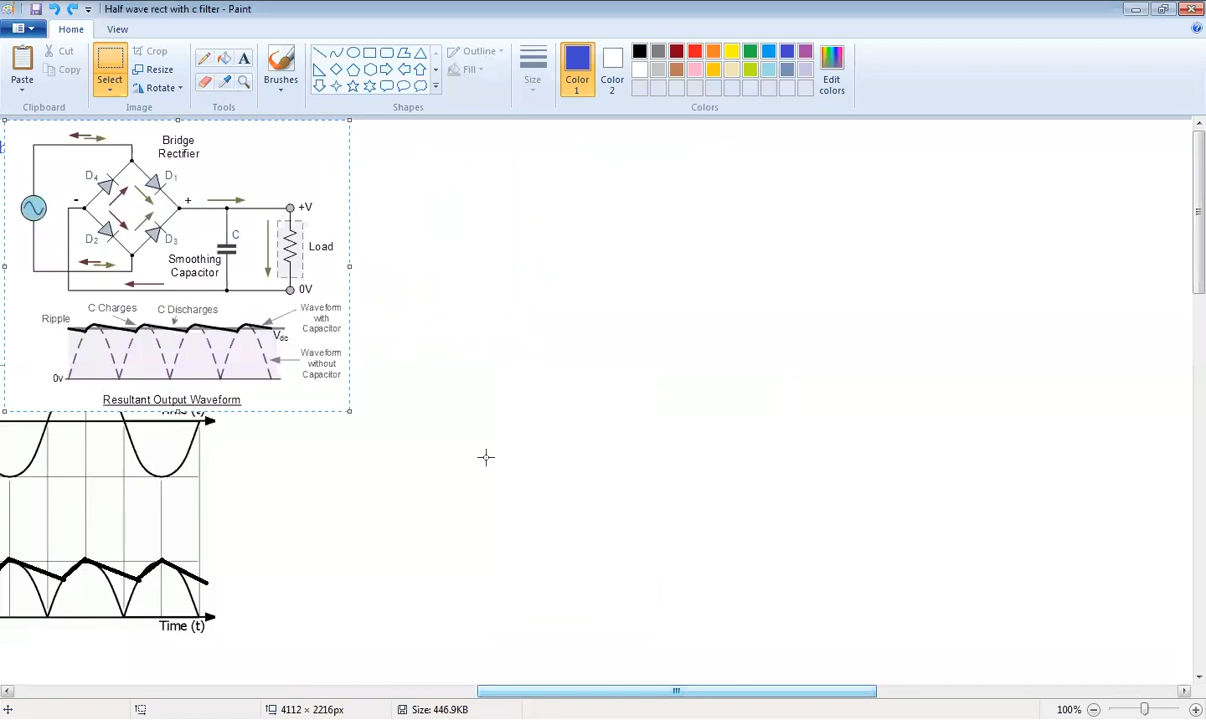 Half wave rect with c filter - Paint
Home
View
Paste
Cut
Copy
Clipboard
Select
Crop
Resize
Rotate
Image
A
Tools
Brushes
Shapes
Outline
Fill
Size
Color 1
Color 2
Edit colors
Colors
Bridge
Rectifier
D4
D1
-
+
+V
D2
D3
C
Load
Smoothing
Capacitor
0V
C Charges
C Discharges
Waveform
with
Capacitor
Ripple
Vdc
Waveform
without
Capacitor
0v
Resultant Output Waveform
Time (t)
4112 × 2216px
Size: 446.9KB
100%